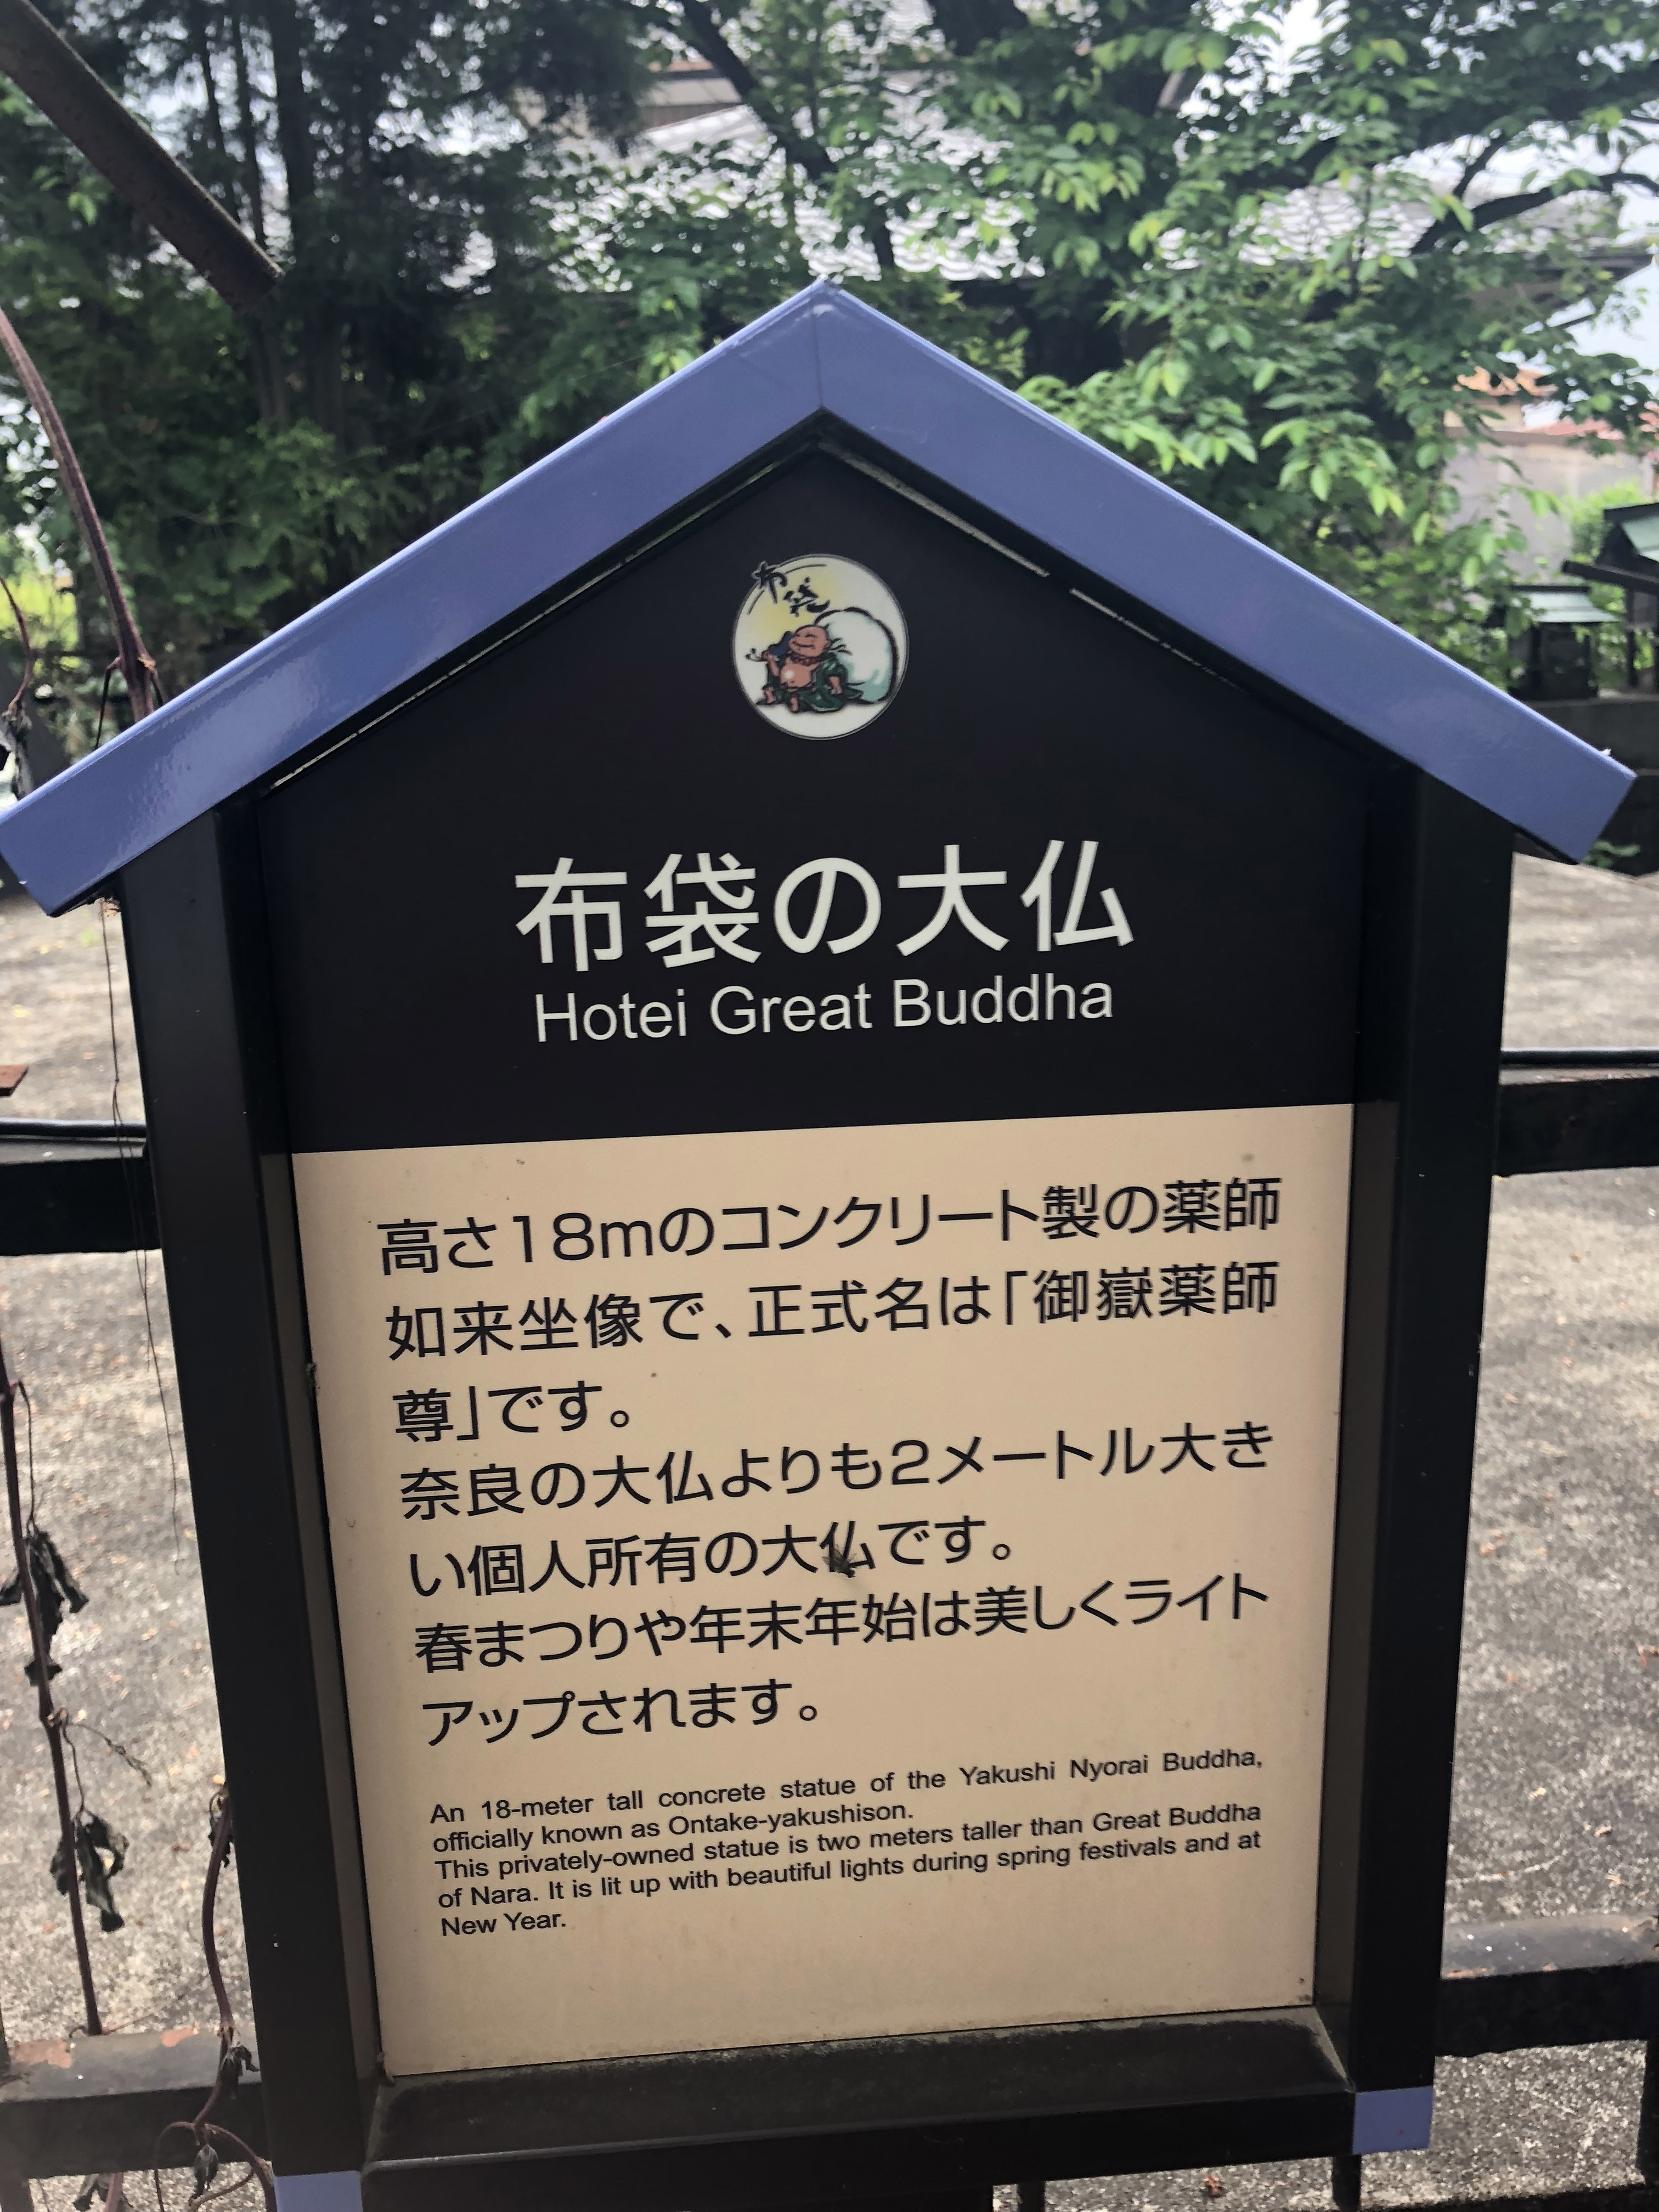 布袋
布袋の大仏
Hotei Great Buddha
高さ18mのコンクリート製の薬師
如来坐像で、正式名は「御嶽薬師
尊」です。
奈良の大仏よりも2メートル大き
い個人所有の大仏です。
春まつりや年末年始は美しくライト
アップされます。
An 18-meter tall concrete statue of the Yakushi Nyorai Buddha,
officially known as Ontake-yakushison.
This privately-owned statue is two meters taller than Great Buddha
of Nara. It is lit up with beautiful lights during spring festivals and at
New Year.